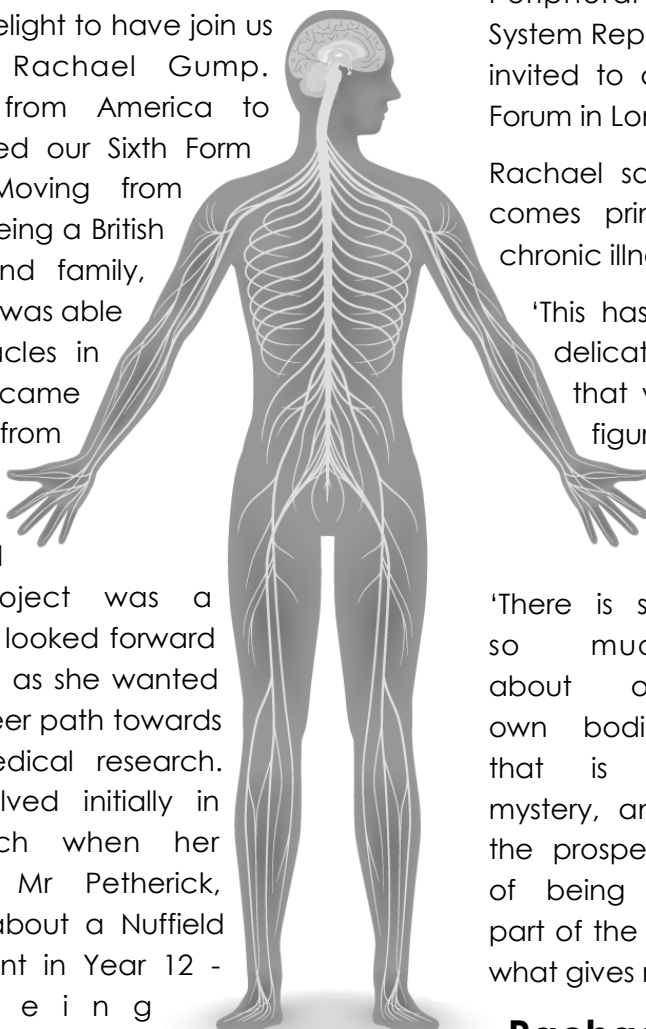 elight to have join us
Rachael Gump.
from America to
ed our Sixth Form
Moving from
eing a British
nd family,
was able
acles in
came
from
oject was a
looked forward
as she wanted
eer path towards
edical research.
lved initially in
ch when her
Mr Petherick,
about a Nuffield
nt in Year 12 -
e i n g
System Rep
invited to
Forum in Lon
Rachael sa
comes prim
chronic illne
‘This has
delicat
that
figur
‘There is s
so muc
about o
own bodi
that is
mystery, an
the prospe
of being
part of the
what gives